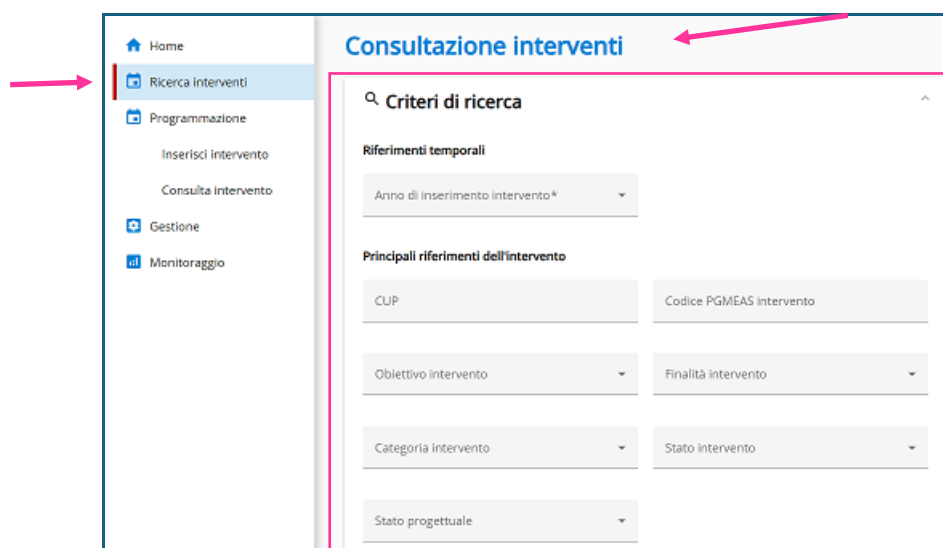 Home
Ricerca interventi
Programmazione
Inserisci intervento
Consulta intervento
Gestione
Monitoraggio
Consultazione interventi
Criteri di ricerca
Riferimenti temporali
Anno di inserimento intervento*
Principali riferimenti dell'intervento
CUP
Codice PGMEAS intervento
Obiettivo intervento
Finalità intervento
Categoria intervento
Stato intervento
Stato progettuale